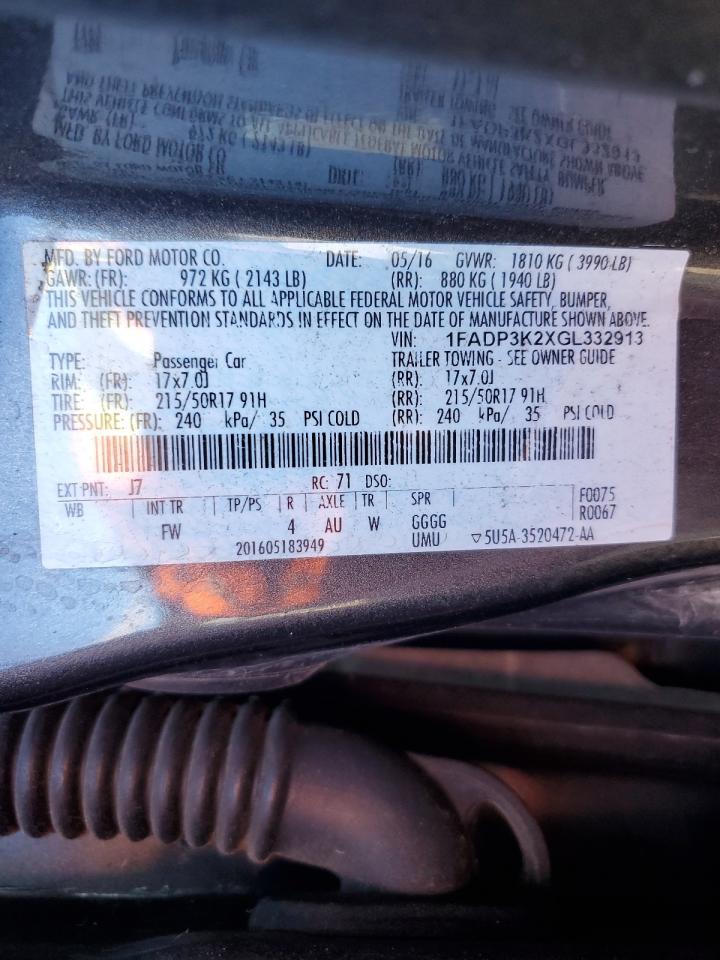 MFD. BY FORD MOTOR CO. DATE: 05/16 GVWR: 1810 KG ( 3990 LB)
GAWR: (FR): 972 KG ( 2143 LB) (RR): 880 KG ( 1940 LB)
THIS VEHICLE CONFORMS TO ALL APPLICABLE FEDERAL MOTOR VEHICLE SAFETY, BUMPER,
AND THEFT PREVENTION STANDARDS IN EFFECT ON THE DATE OF MANUFACTURE SHOWN ABOVE.
VIN: 1FADP3K2XGL332913
TYPE: Passenger Car TRAILER TOWING - SEE OWNER GUIDE
RIM: (FR): 17x7.0J (RR): 17x7.0J
TIRE: (FR): 215/50R17 91H (RR): 215/50R17 91H
PRESSURE: (FR): 240 kPa/ 35 PSI COLD (RR): 240 kPa/ 35 PSI COLD
EXT PNT: J7 RC: 71 DSO:
WB INT TR TP/PS R AXLE TR SPR F0075
FW 4 AU W GGGG R0067
201605183949 UMU ▽5U5A-3520472-AA